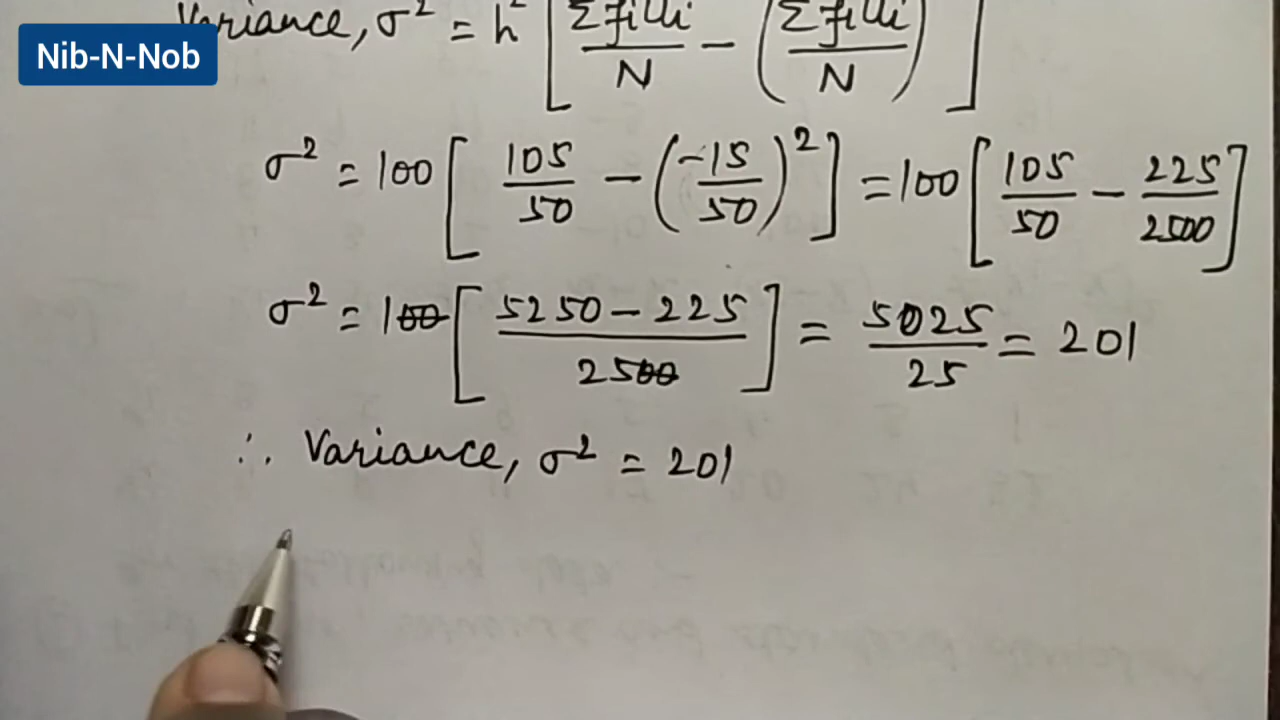 Nib-N-Nob
Variance, σ² = h² [ Σfiui² / N − ( Σfiui / N )² ]
σ² = 100 [ 105/50 − ( −15/50 )² ] = 100 [ 105/50 − 225/2500 ]
σ² = 100 [ 5250 − 225 / 2500 ] = 5025/25 = 201
∴ Variance, σ² = 201